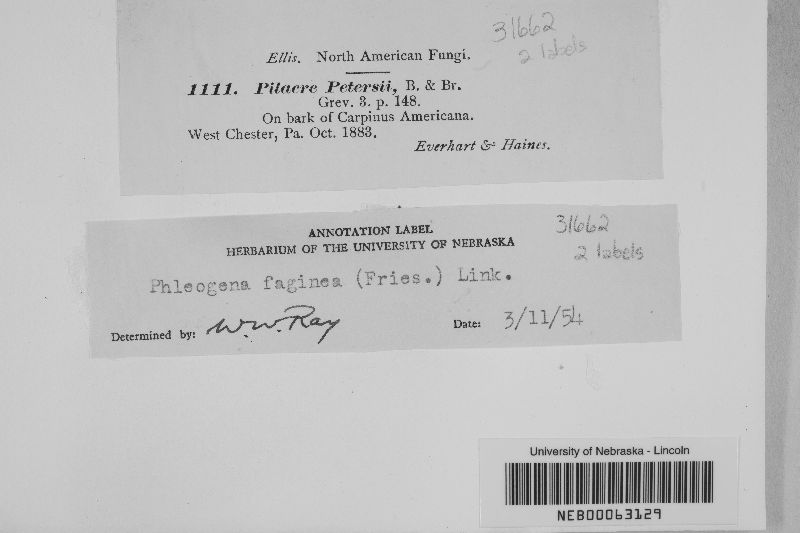 31662
2 labels
Ellis. North American Fungi.
1111. Pilacre Petersii, B. & Br.
Grev. 3. p. 148.
On bark of Carpinus Americana.
West Chester, Pa. Oct. 1883.
Everhart & Haines.
ANNOTATION LABEL
HERBARIUM OF THE UNIVERSITY OF NEBRASKA
31662
2 labels
Phleogena faginea (Fries.) Link.
Determined by: W.W. Ray
Date: 3/11/54
University of Nebraska - Lincoln
NEB00063129